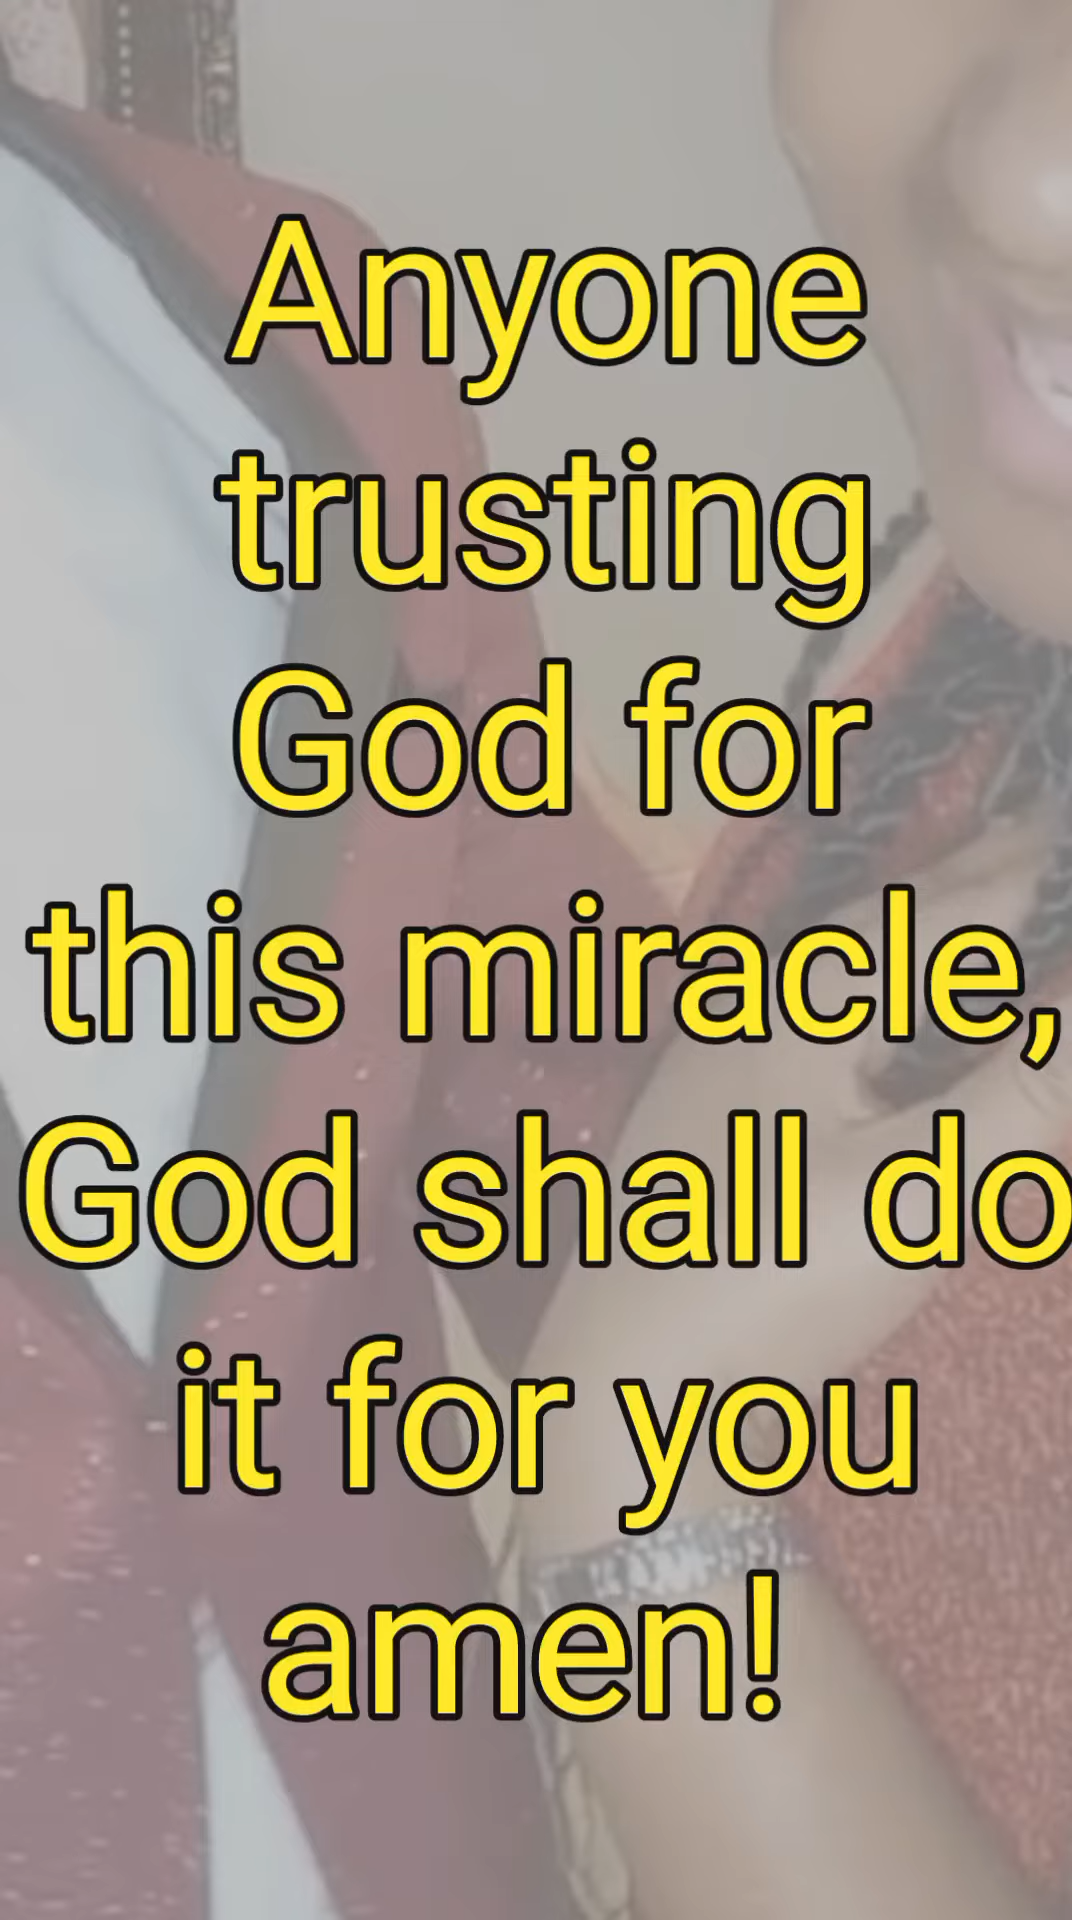 Anyone
trusting
God for
this miracle,
God shall do
it for you
amen!